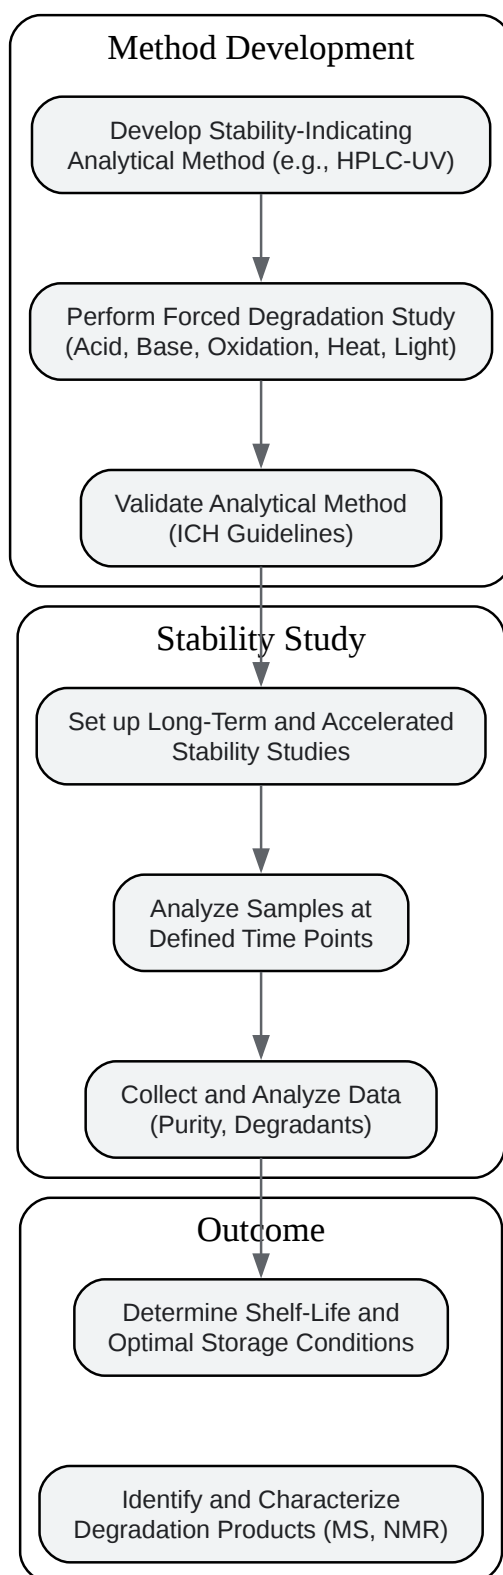 Method Development
Develop Stability-Indicating
Analytical Method (e.g., HPLC-UV)
Perform Forced Degradation Study
(Acid, Base, Oxidation, Heat, Light)
Validate Analytical Method
(ICH Guidelines)
Stability Study
Set up Long-Term and Accelerated
Stability Studies
Analyze Samples at
Defined Time Points
Collect and Analyze Data
(Purity, Degradants)
Outcome
Determine Shelf-Life and
Optimal Storage Conditions
Identify and Characterize
Degradation Products (MS, NMR)